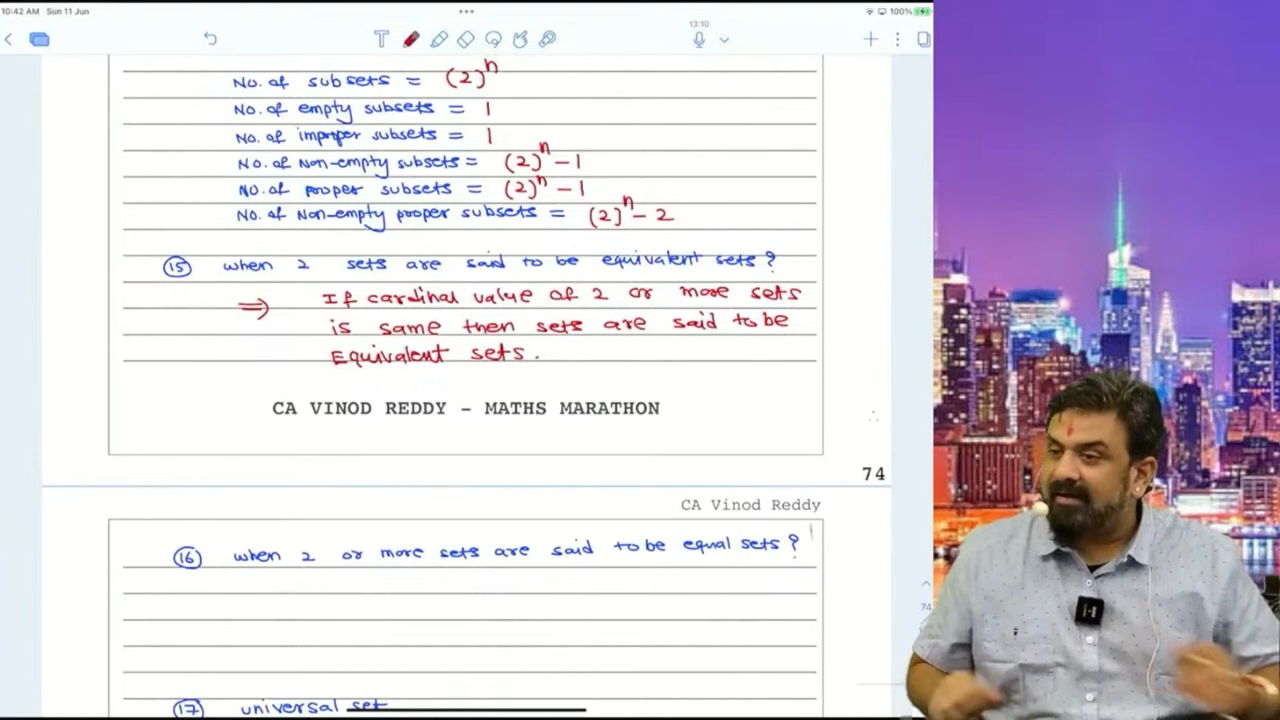 10:42 AM Sun 11 Jun
100%
13:10
No. of subsets = (2)^n
No. of empty subsets = 1
No. of improper subsets = 1
No. of Non-empty subsets = (2)^n - 1
No. of proper subsets = (2)^n - 1
No. of Non-empty proper subsets = (2)^n - 2
15 when 2 sets are said to be equivalent sets?
⇒ If cardinal value of 2 or more sets
is same then sets are said to be
Equivalent sets.
CA VINOD REDDY - MATHS MARATHON
74
CA Vinod Reddy
16 when 2 or more sets are said to be equal sets?
74
17 universal set